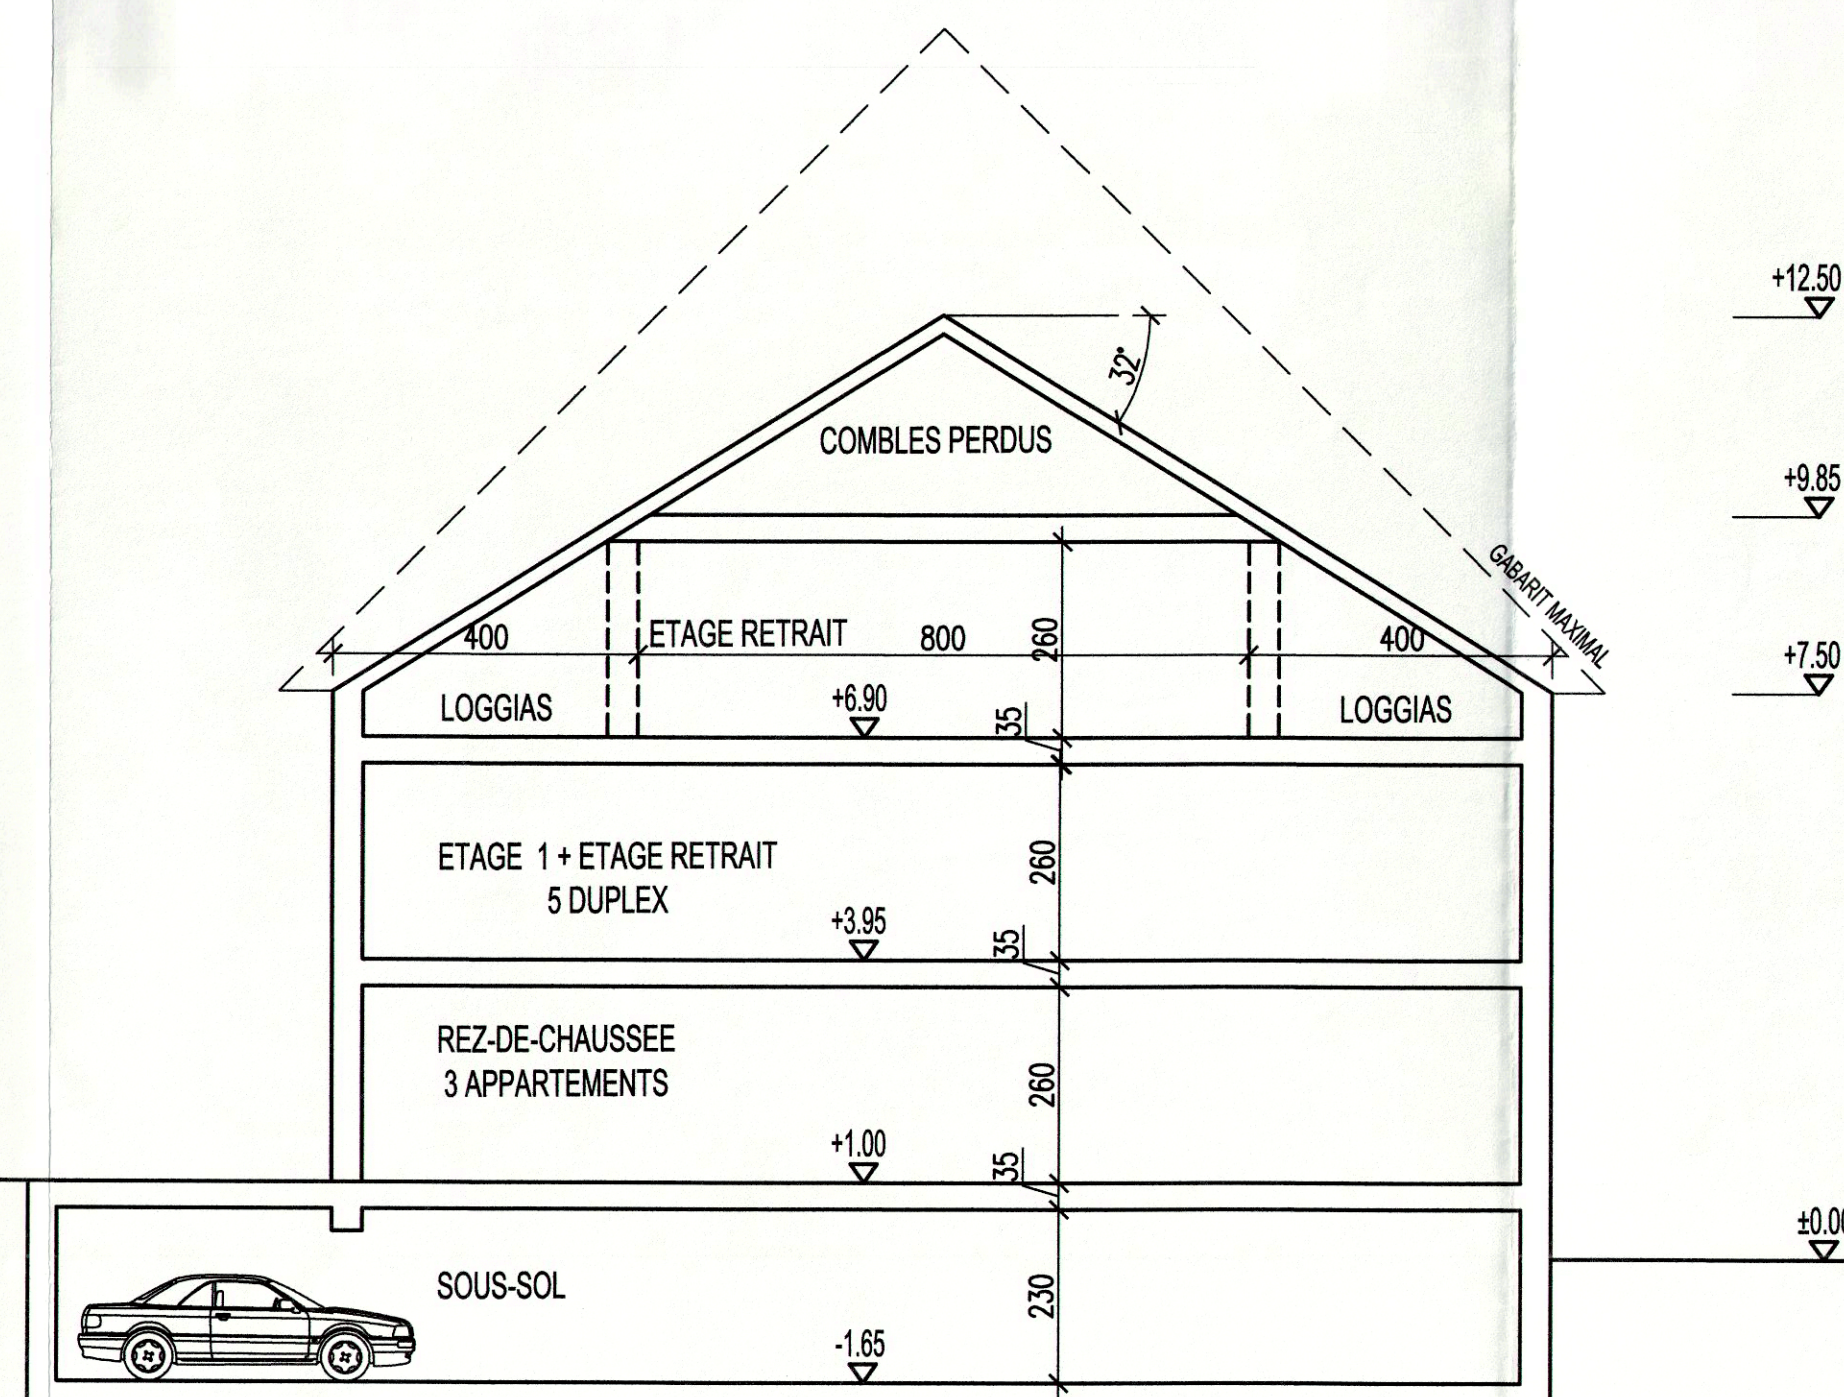 +12.50
32°
COMBLES PERDUS
+9.85
GABARIT MAXIMAL
400
ETAGE RETRAIT
800
260
400
+7.50
LOGGIAS
+6.90
35
LOGGIAS
ETAGE 1 + ETAGE RETRAIT
5 DUPLEX
260
+3.95
35
REZ-DE-CHAUSSEE
3 APPARTEMENTS
260
+1.00
35
SOUS-SOL
230
-1.65